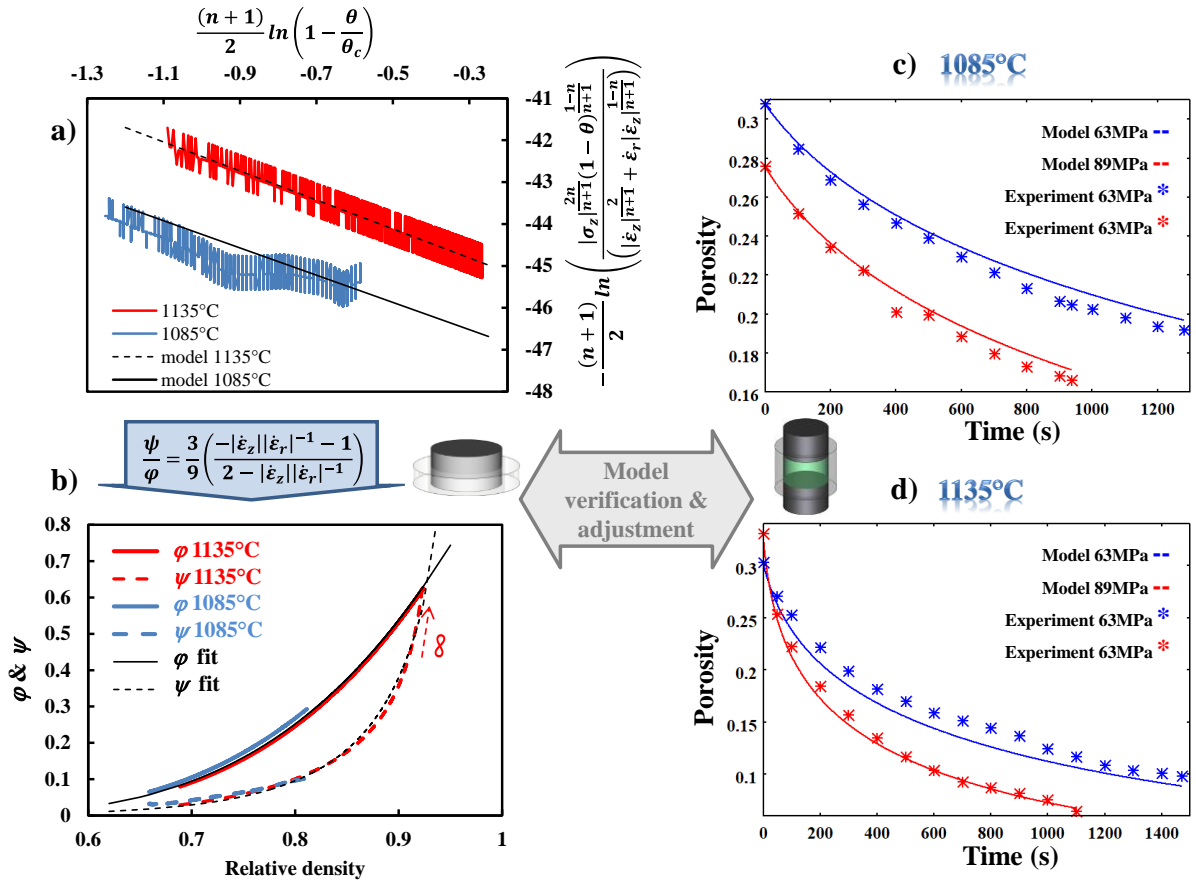 (n + 1)/2 ln (1 − θ/θc)
-1.3 -1.1 -0.9 -0.7 -0.5 -0.3
a)
-41
-42
-43
-44
-45
-46
-47
-48
1135°C
1085°C
model 1135°C
model 1085°C
−(n + 1)/2 ln (|σz|^(2n/(n+1)) (1 − θ)^((1−n)/(n+1)) / (|ε̇z|^(2/(n+1)) + ε̇r|ε̇z|^((1−n)/(n+1))))
c) 1085°C
Porosity
0.3
0.28
0.26
0.24
0.22
0.2
0.18
0.16
0 200 400 600 800 1000 1200
Time (s)
Model 63MPa
Model 89MPa
Experiment 63MPa *
Experiment 63MPa *
ψ/φ = 3/9 (−|ε̇z||ε̇r|⁻¹ − 1 / 2 − |ε̇z||ε̇r|⁻¹)
b)
Model
verification &
adjustment
φ & ψ
0.8
0.7
0.6
0.5
0.4
0.3
0.2
0.1
0
φ 1135°C
ψ 1135°C
φ 1085°C
ψ 1085°C
φ fit
ψ fit
∞
0.6 0.7 0.8 0.9 1
Relative density
d) 1135°C
Porosity
0.3
0.25
0.2
0.15
0.1
0 200 400 600 800 1000 1200 1400
Time (s)
Model 63MPa
Model 89MPa
Experiment 63MPa *
Experiment 63MPa *